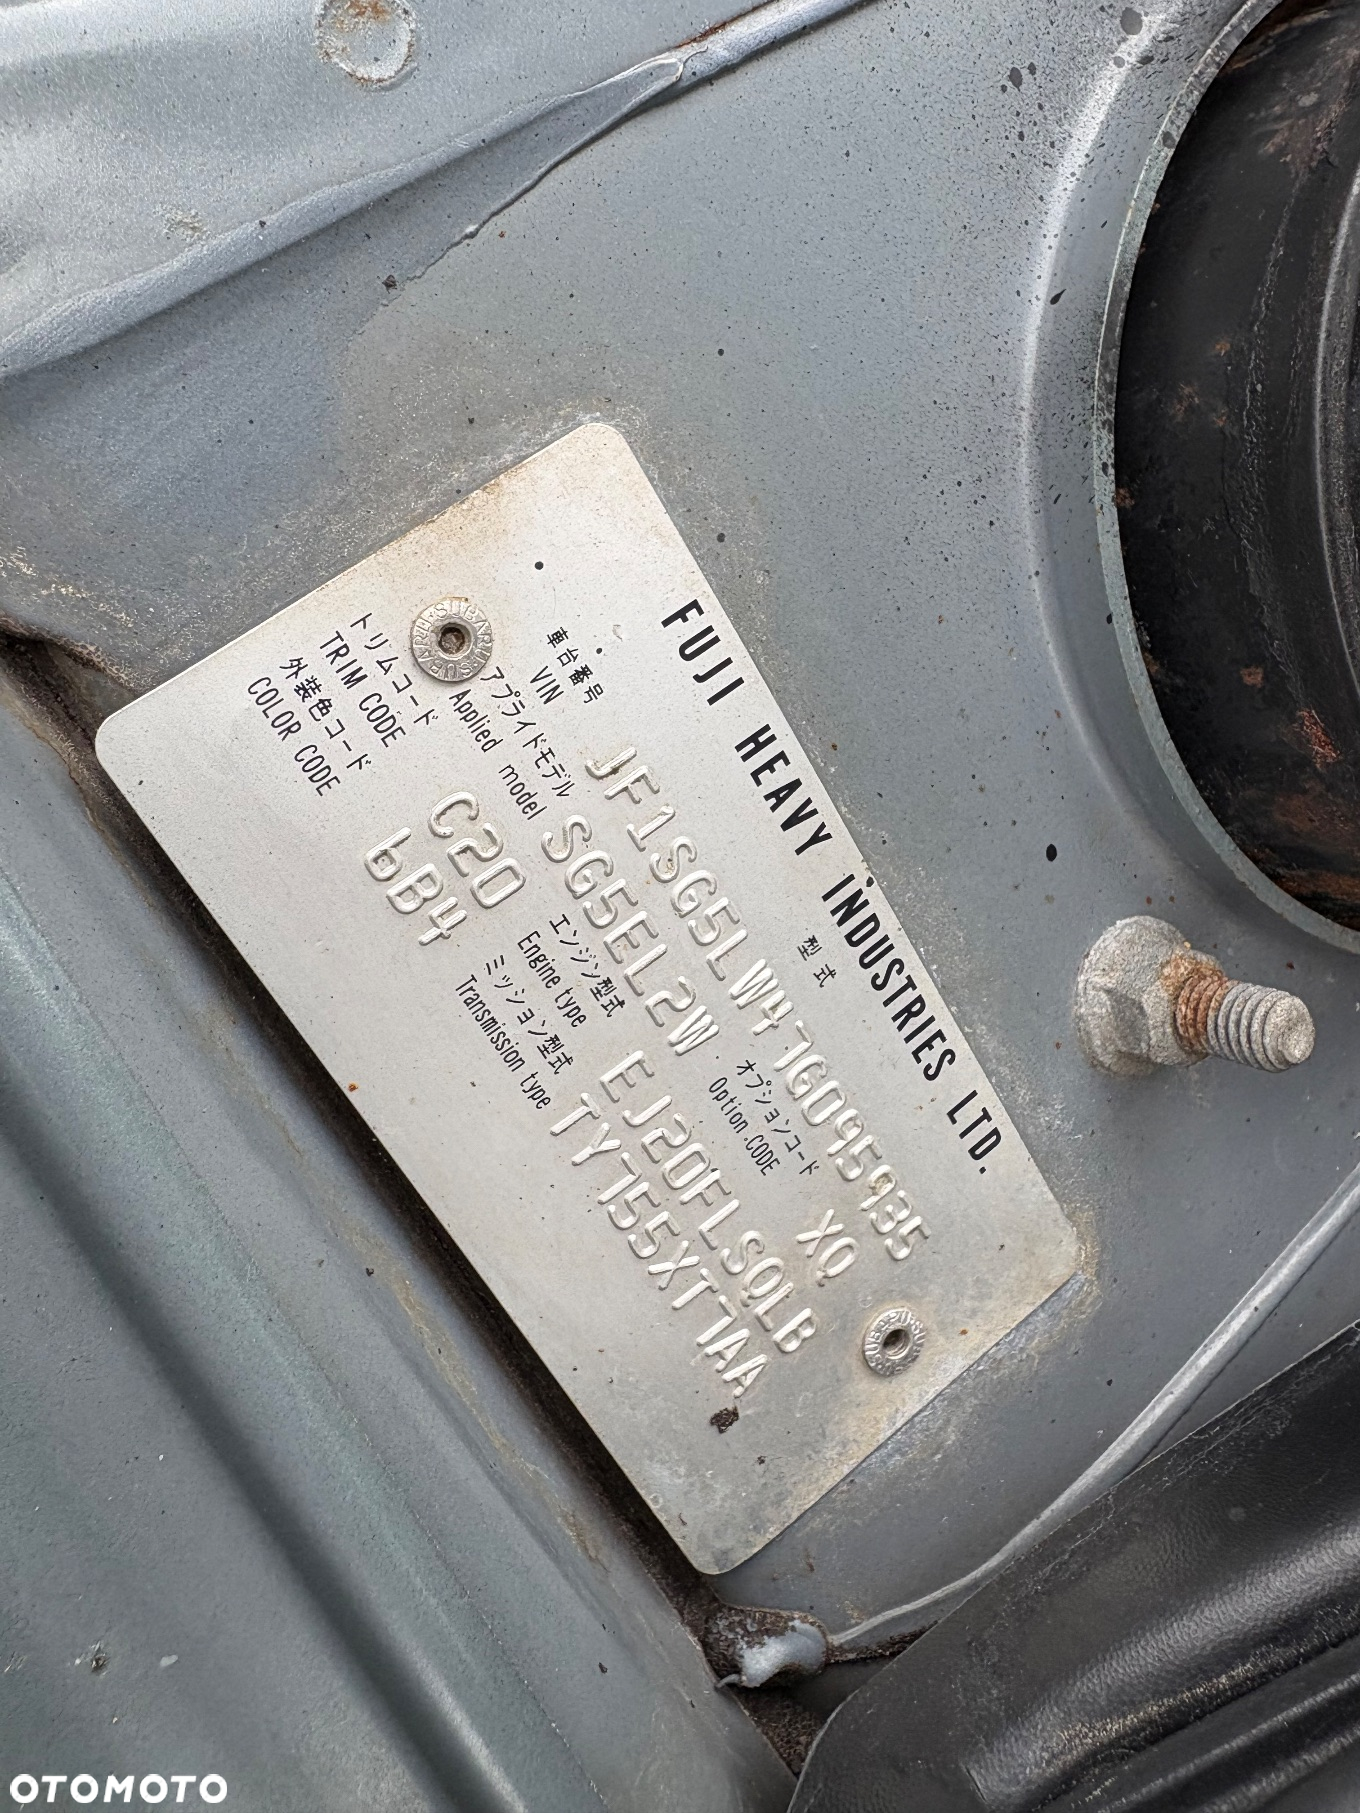 FUJI HEAVY INDUSTRIES LTD.
車台番号 型式
VIN JF1SG5LW47G095935
アプライドモデル オプションコード
Applied model SG5EL2W Option CODE XQ
エンジン型式
Engine type EJ20FLSQLB
トリムコード ミッション型式
TRIM CODE C20 Transmission type TY755XT7AA
外装色コード
COLOR CODE 6B4
OTOMOTO